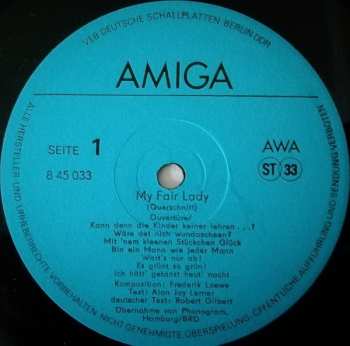 VEB DEUTSCHE SCHALLPLATTEN BERLIN DDR
AMIGA
SEITE 1
AWA
8 45 033
ST 33
My Fair Lady
(Querschnitt)
Ouvertüre/
Kann denn die Kinder keiner lehren . . .?
Wäre det nich wundascheen?
Mit 'nem kleenen Stückchen Glück
Bin ein Mann wie jeder Mann
Wart's nur ab!
Es grünt so grün!
Ich hätt' getanzt heut' nacht
Komposition: Frederik Loewe
Text: Alan Jay Lerner
deutscher Text: Robert Gilbert
Übernahme von Phonogram,
Hamburg/BRD
ALLE HERSTELLER- UND URHEBERRECHTE VORBEHALTEN · NICHT GENEHMIGTE ÜBERSPIELUNG · ÖFFENTLICHE AUFFÜHRUNG UND SENDUNG VERBOTEN